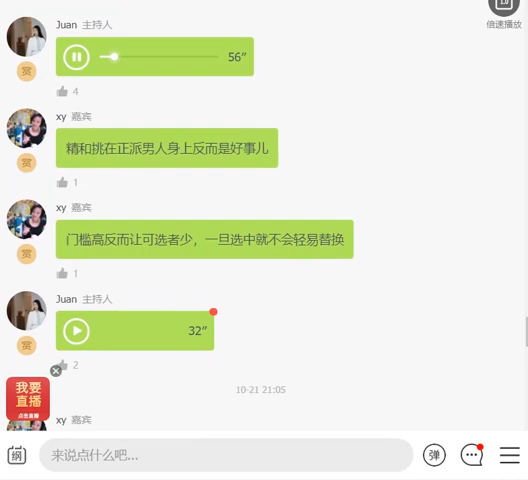 倍速播放
Juan 主持人
56″
赏
4
xy 嘉宾
精和挑在正派男人身上反而是好事儿
赏
1
xy 嘉宾
门槛高反而让可选者少，一旦选中就不会轻易替换
赏
1
Juan 主持人
32″
赏
2
10-21 21:05
我要
直播
点击直播
xy 嘉宾
纲
来说点什么吧...
弹